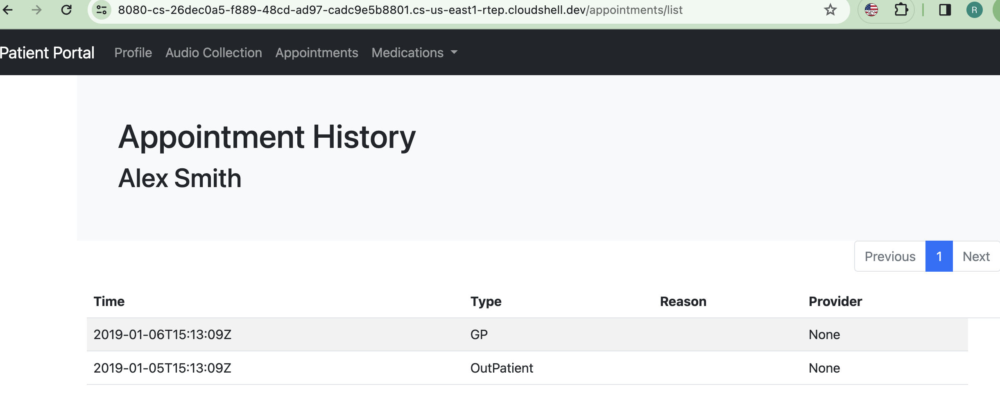 8080-cs-26dec0a5-f889-48cd-ad97-cadc9e5b8801.cs-us-east1-rtep.cloudshell.dev/appointments/list R
Patient Portal Profile Audio Collection Appointments Medications
Appointment History
Alex Smith
Previous 1 Next
Time Type Reason Provider
2019-01-06T15:13:09Z GP None
2019-01-05T15:13:09Z OutPatient None